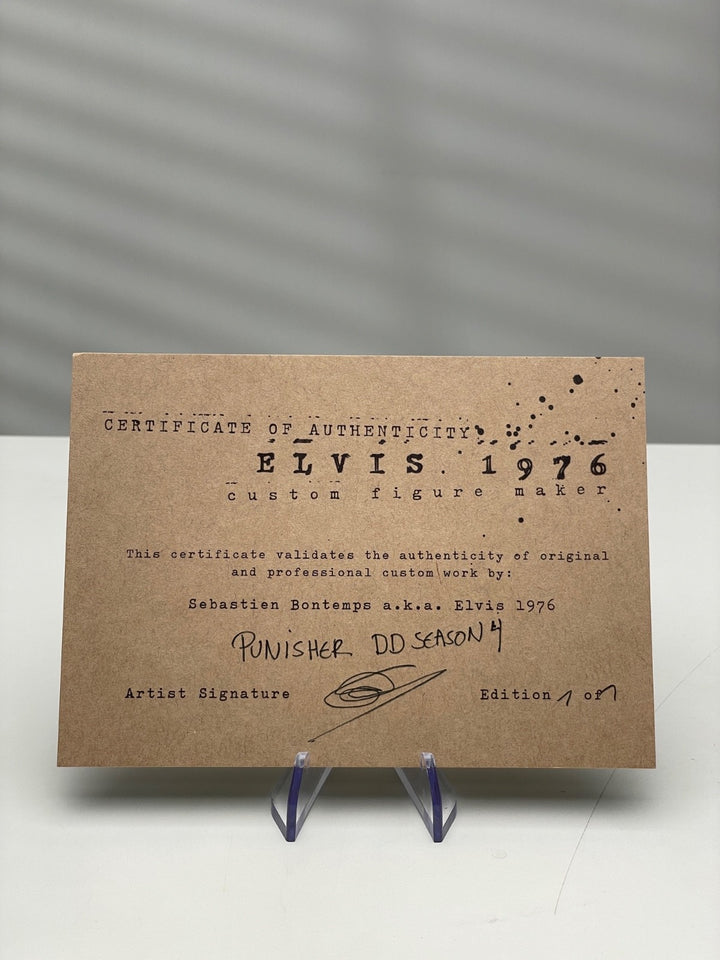 CERTIFICATE OF AUTHENTICITY
ELVIS 1976
custom figure maker
This certificate validates the authenticity of original
and professional custom work by:
Sebastien Bontemps a.k.a. Elvis 1976
PUNISHER DD SEASON 4
Artist Signature
Edition 1 of 1